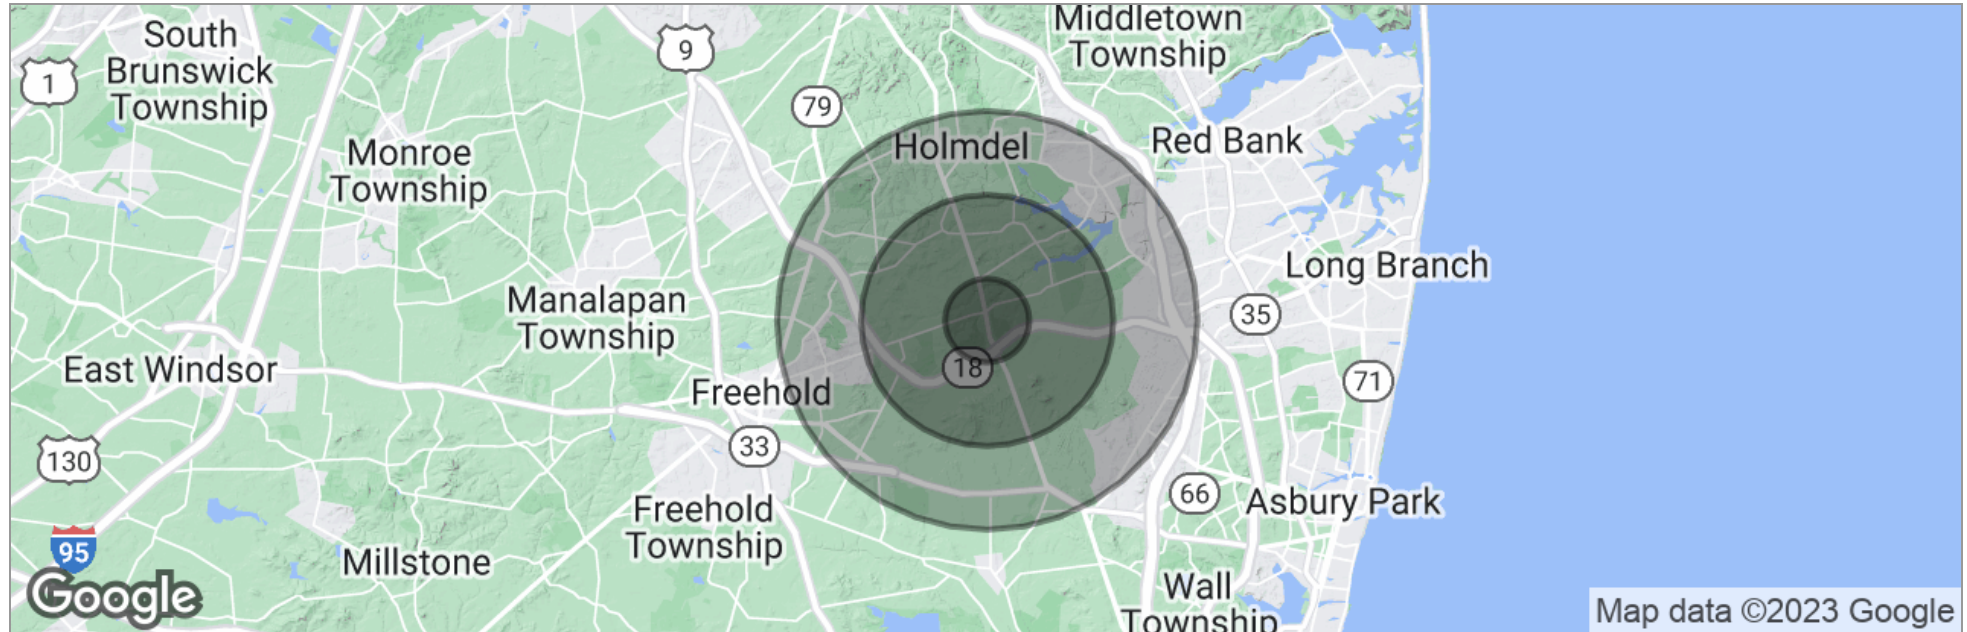 South
Brunswick
Township
1
9
Middletown
Township
79
Monroe
Township
Holmdel
Red Bank
Long Branch
Manalapan
Township
35
East Windsor
Freehold
18
71
130
33
66
Asbury Park
Freehold
Township
95
Millstone
Wall
Township
Google
Map data ©2023 Google